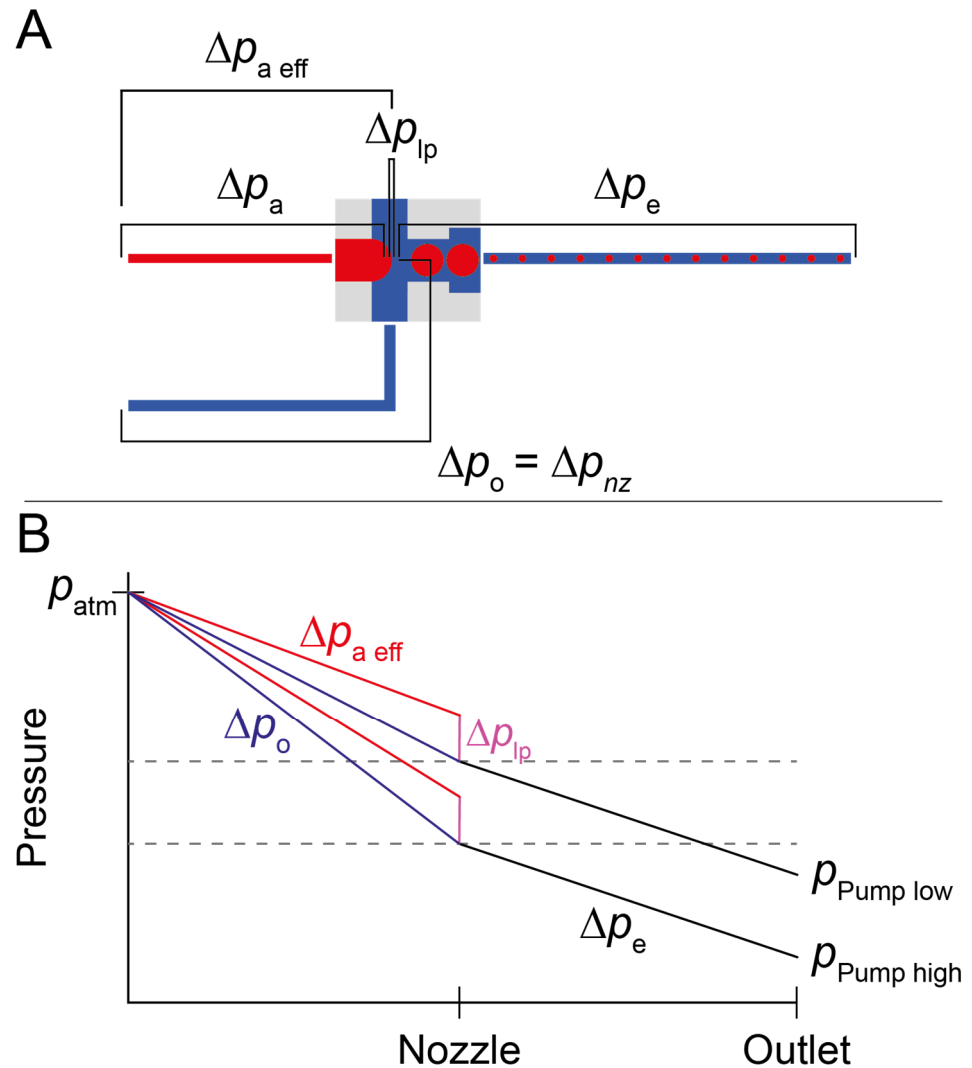 A
Δp a eff
Δp lp
Δp a
Δp e
Δp o = Δp nz
B
p atm
Δp a eff
Δp o
Δp lp
Pressure
p Pump low
Δp e
p Pump high
Nozzle
Outlet